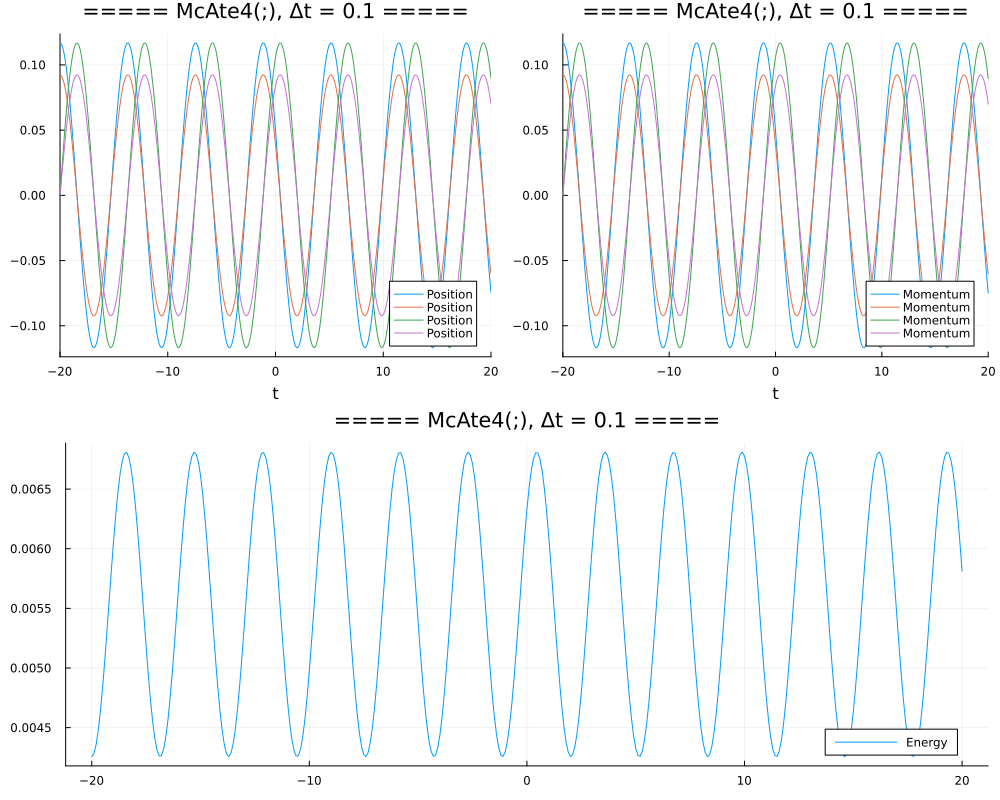 ===== McAte4(;), Δt = 0.1 =====
0.10
0.05
0.00
−0.05
−0.10
Position
Position
Position
Position
−20
−10
0
10
20
t
===== McAte4(;), Δt = 0.1 =====
0.10
0.05
0.00
−0.05
−0.10
Momentum
Momentum
Momentum
Momentum
−20
−10
0
10
20
t
===== McAte4(;), Δt = 0.1 =====
0.0065
0.0060
0.0055
0.0050
0.0045
Energy
−20
−10
0
10
20